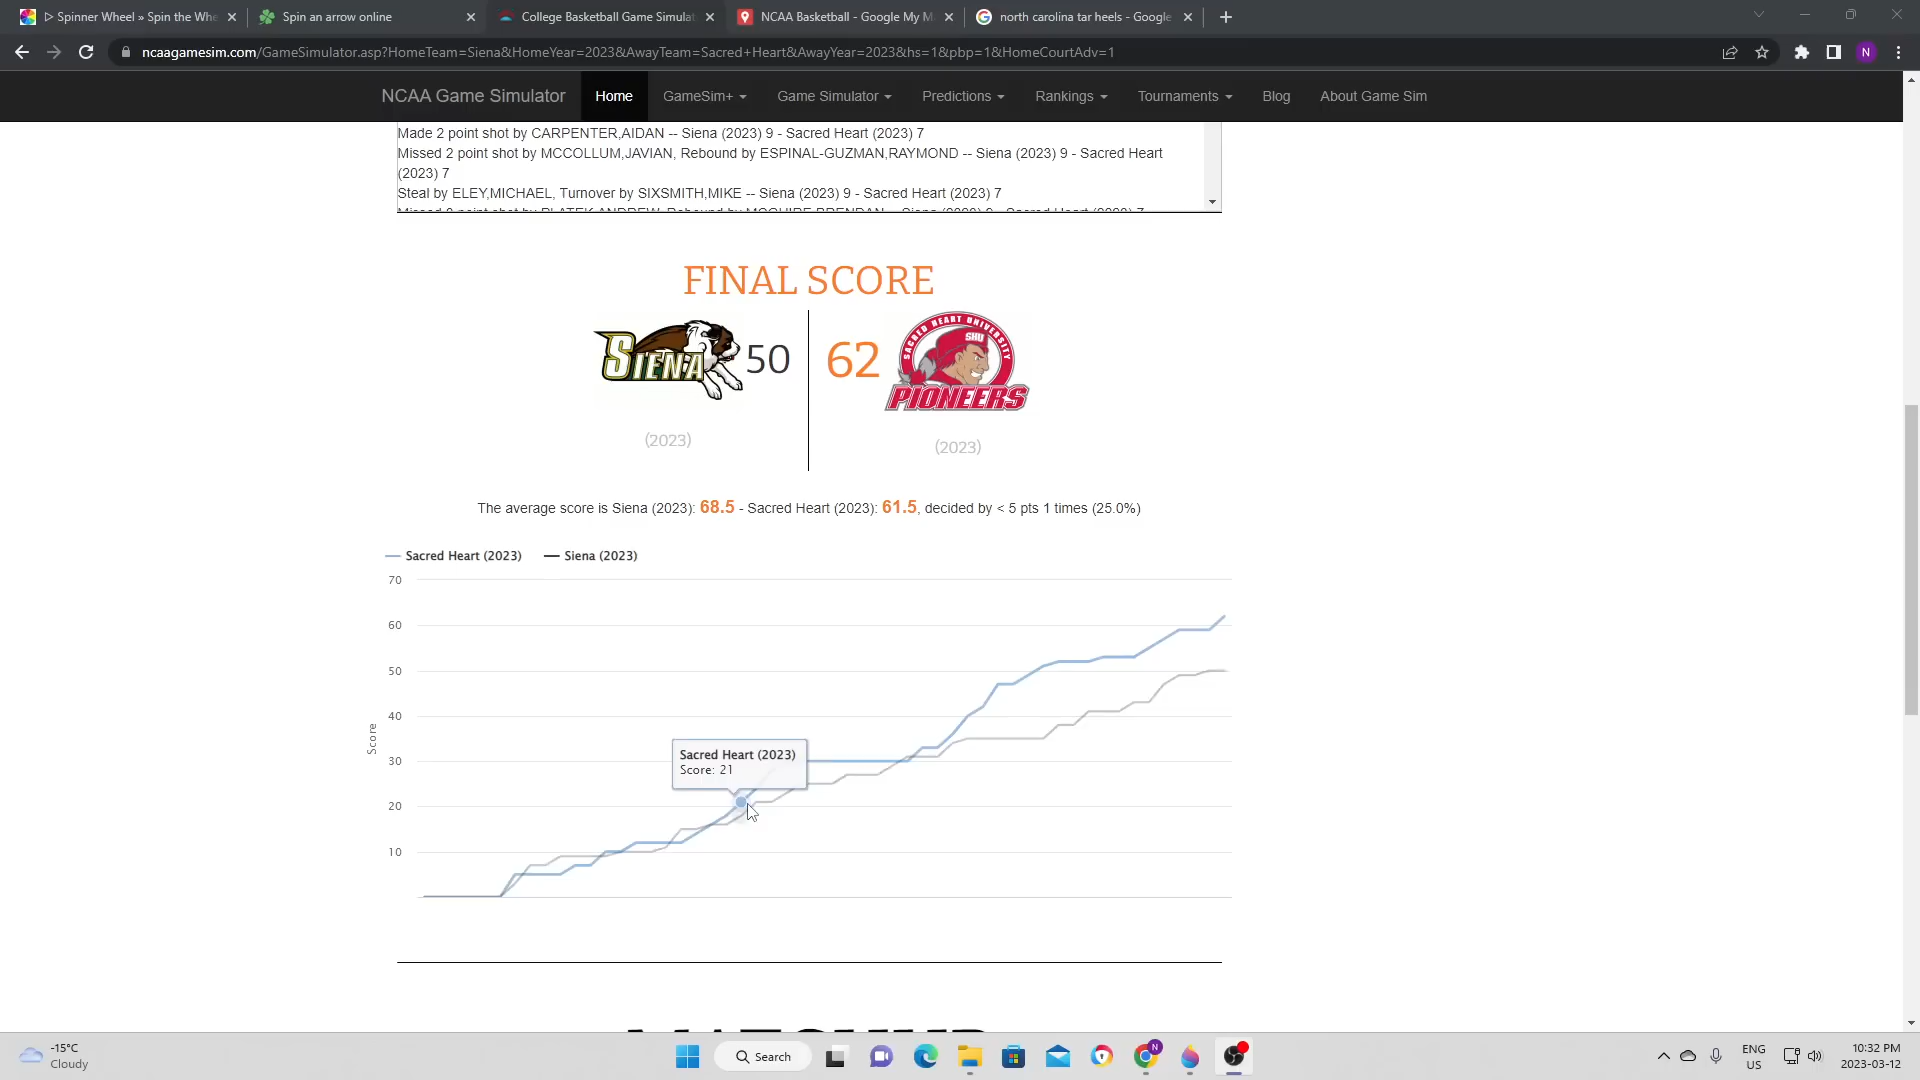 Spinner Wheel » Spin the Whe
Spin an arrow online
College Basketball Game Simulat
NCAA Basketball - Google My M
north carolina tar heels - Google
ncaagamesim.com/GameSimulator.asp?HomeTeam=Siena&HomeYear=2023&AwayTeam=Sacred+Heart&AwayYear=2023&hs=1&pbp=1&HomeCourtAdv=1
N
NCAA Game Simulator Home GameSim+ Game Simulator Predictions Rankings Tournaments Blog About Game Sim
Made 2 point shot by CARPENTER,AIDAN -- Siena (2023) 9 - Sacred Heart (2023) 7
Missed 2 point shot by MCCOLLUM,JAVIAN, Rebound by ESPINAL-GUZMAN,RAYMOND -- Siena (2023) 9 - Sacred Heart
(2023) 7
Steal by ELEY,MICHAEL, Turnover by SIXSMITH,MIKE -- Siena (2023) 9 - Sacred Heart (2023) 7
FINAL SCORE
SIENA
50
62
SACRED HEART UNIVERSITY
SHU
PIONEERS
(2023)
(2023)
The average score is Siena (2023): 68.5 - Sacred Heart (2023): 61.5, decided by < 5 pts 1 times (25.0%)
Sacred Heart (2023) Siena (2023)
70
60
50
40
Score
30
20
10
Sacred Heart (2023)
Score: 21
-15°C
Cloudy
Search
N
ENG
US
10:32 PM
2023-03-12